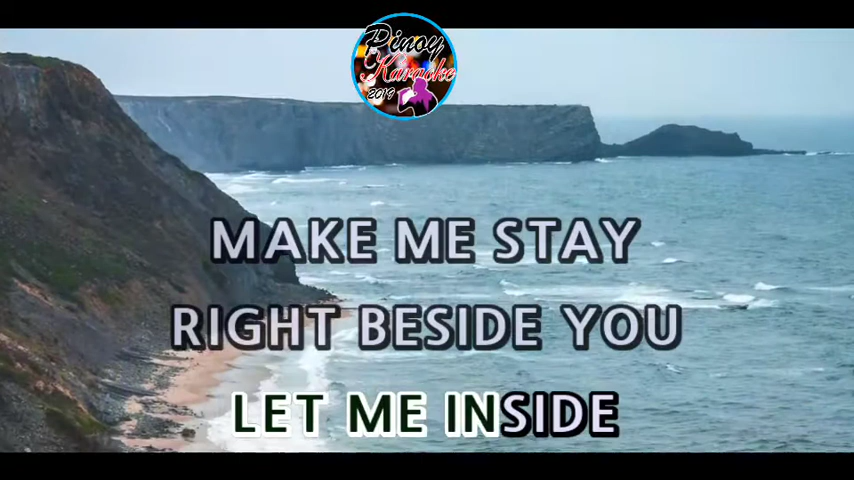 Pinoy
Karaoke
2019
MAKE ME STAY
RIGHT BESIDE YOU
LET ME INSIDE